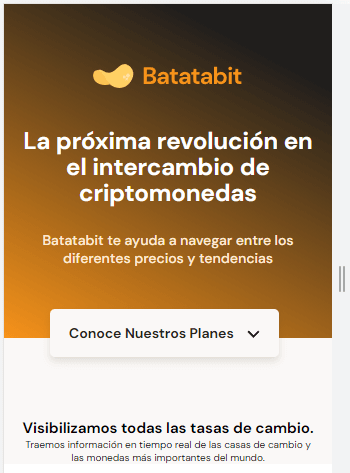 Batatabit
La próxima revolución en
el intercambio de
criptomonedas
Batatabit te ayuda a navegar entre los
diferentes precios y tendencias
Conoce Nuestros Planes
Visibilizamos todas las tasas de cambio.
Traemos información en tiempo real de las casas de cambio y
las monedas más importantes del mundo.